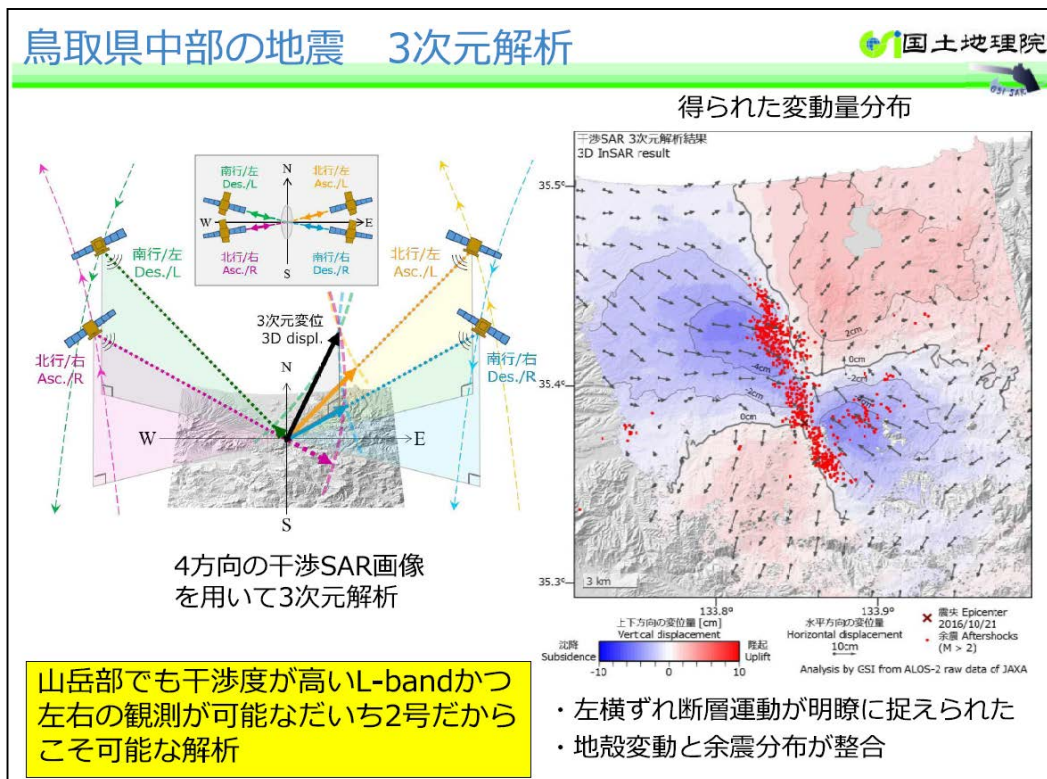 鳥取県中部の地震　3次元解析
国土地理院
GSI SAR
得られた変動量分布
南行/左
Des./L
北行/左
Asc./L
N
W
E
S
北行/右
Asc./R
南行/右
Des./R
南行/左
Des./L
北行/左
Asc./L
3次元変位
3D displ.
北行/右
Asc./R
南行/右
Des./R
N
W
E
S
4方向の干渉SAR画像
を用いて3次元解析
山岳部でも干渉度が高いL-bandかつ
左右の観測が可能なだいち2号だから
こそ可能な解析
干渉SAR 3次元解析結果
3D InSAR result
35.5°
35.4°
35.3°
2cm
0cm
-2cm
-4cm
-2cm
0cm
3 km
133.8°
133.9°
上下方向の変位量 [cm]
Vertical displacement
沈降
Subsidence
隆起
Uplift
-10
0
10
水平方向の変位量
Horizontal displacement
10cm
震央 Epicenter
2016/10/21
余震 Aftershocks
(M > 2)
Analysis by GSI from ALOS-2 raw data of JAXA
・左横ずれ断層運動が明瞭に捉えられた
・地殻変動と余震分布が整合